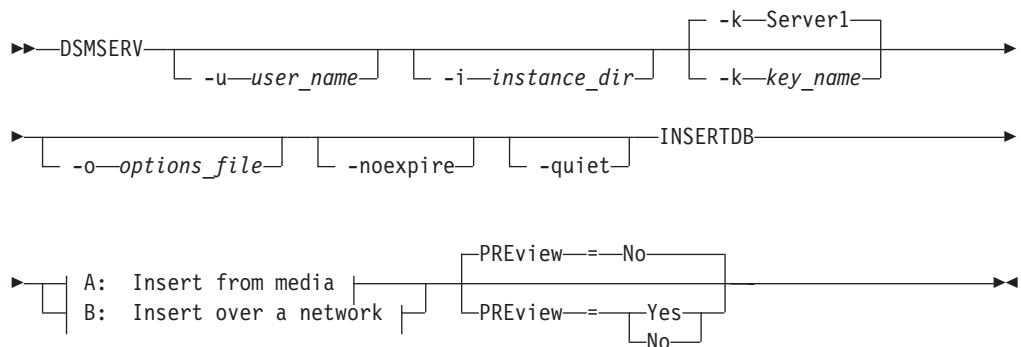 -k—Server1
DSMSERV
-u—user_name
-i—instance_dir
-k—key_name
INSERTDB
-o—options_file
-noexpire
-quiet
PREview—=—No
A: Insert from media
B: Insert over a network
PREview—=—Yes
No